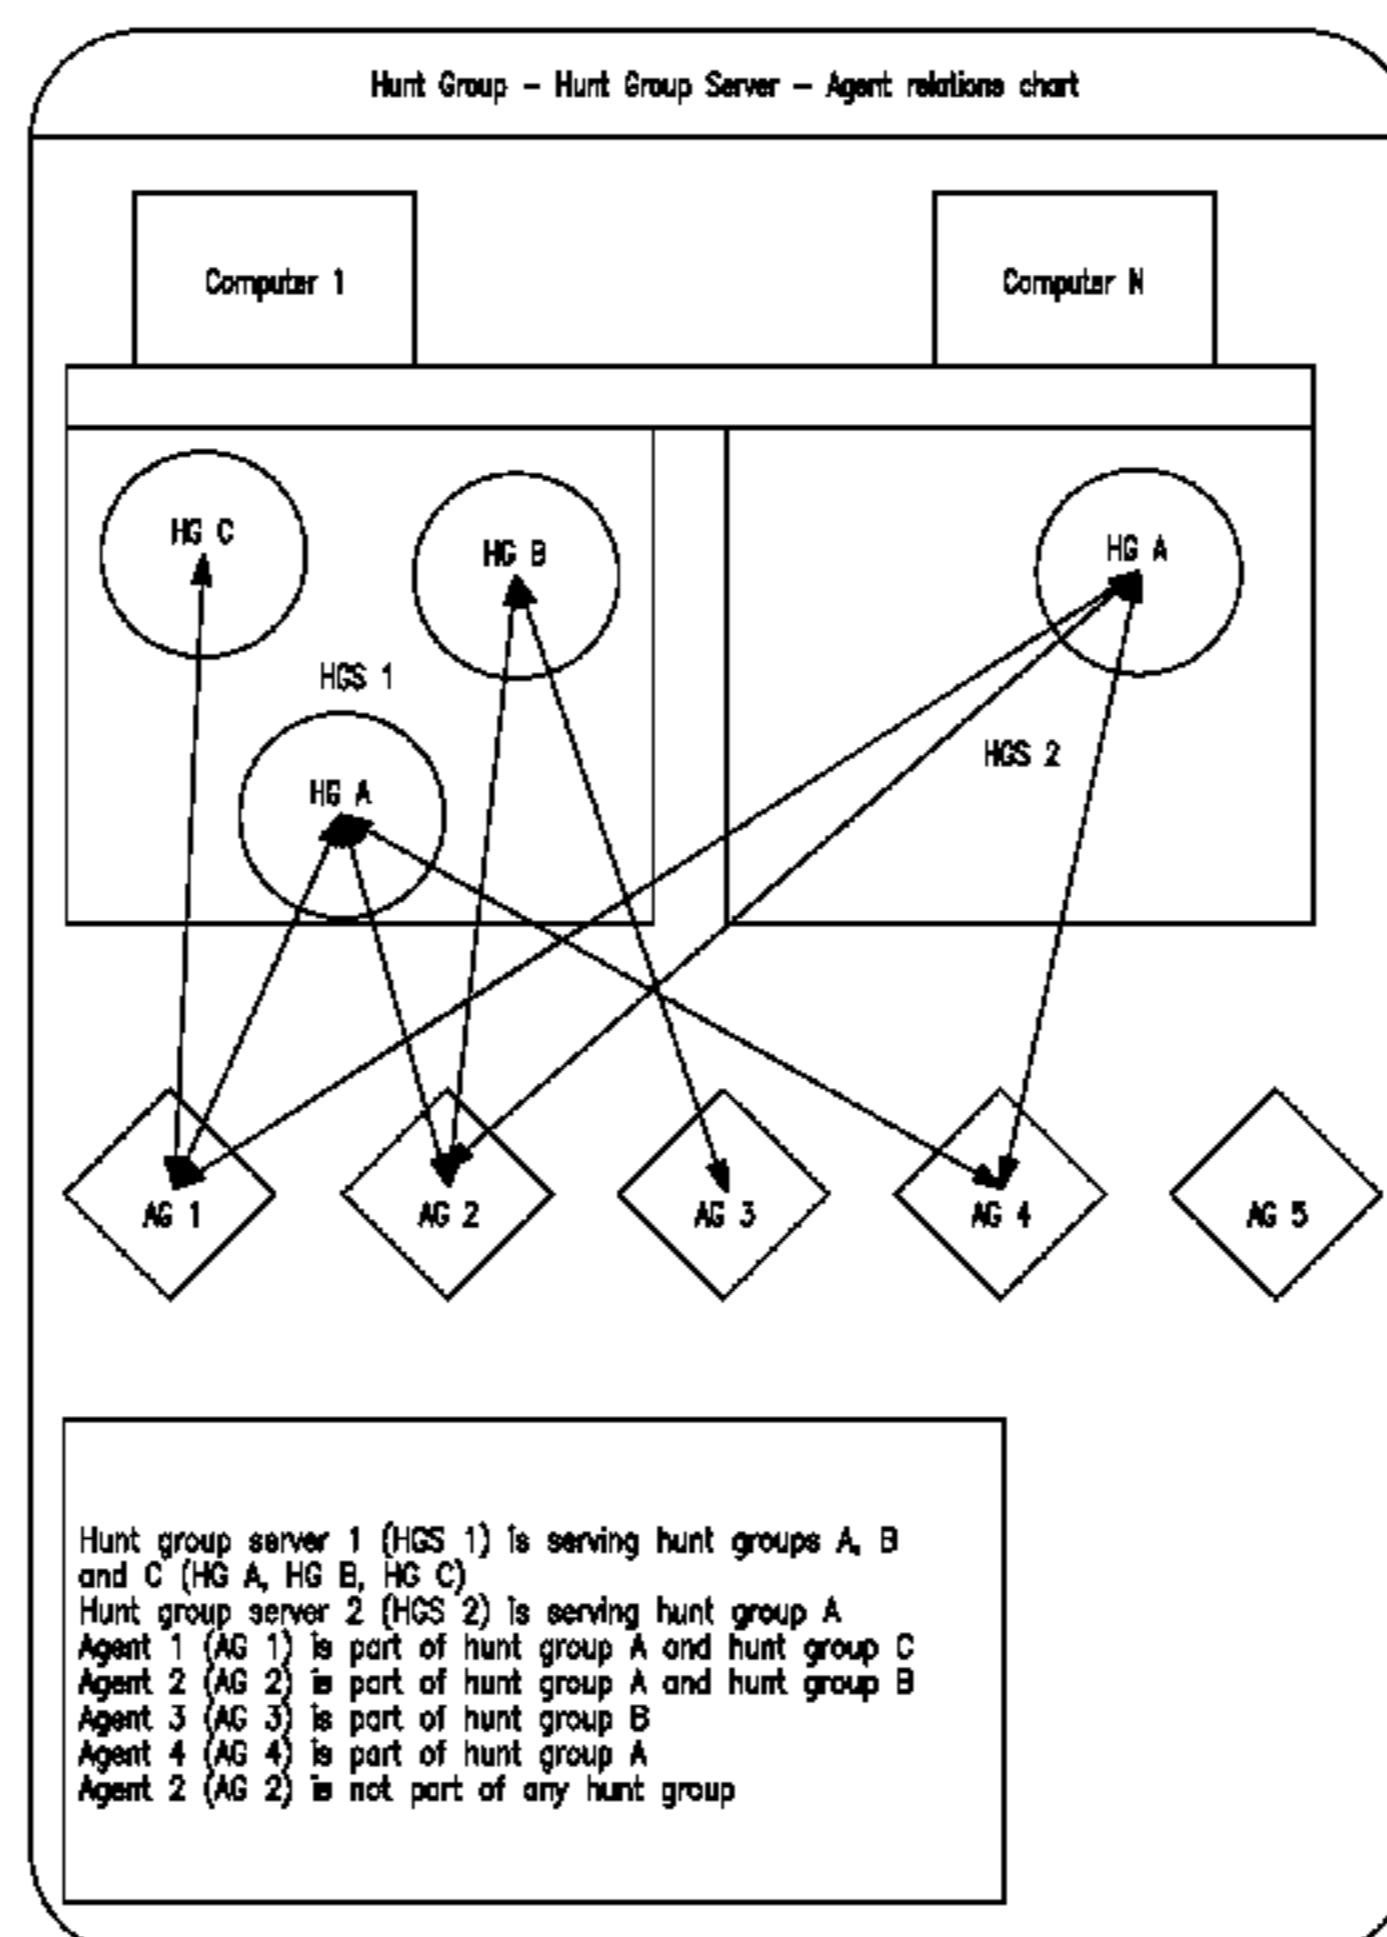 Hunt Group - Hunt Group Server - Agent relations chart
Computer 1
Computer N
HG C
HG B
HG A
HGS 1
HG A
HGS 2
AG 1
AG 2
AG 3
AG 4
AG 5
Hunt group server 1 (HGS 1) is serving hunt groups A, B
and C (HG A, HG B, HG C)
Hunt group server 2 (HGS 2) is serving hunt group A
Agent 1 (AG 1) is part of hunt group A and hunt group C
Agent 2 (AG 2) is part of hunt group A and hunt group B
Agent 3 (AG 3) is part of hunt group B
Agent 4 (AG 4) is part of hunt group A
Agent 2 (AG 2) is not part of any hunt group